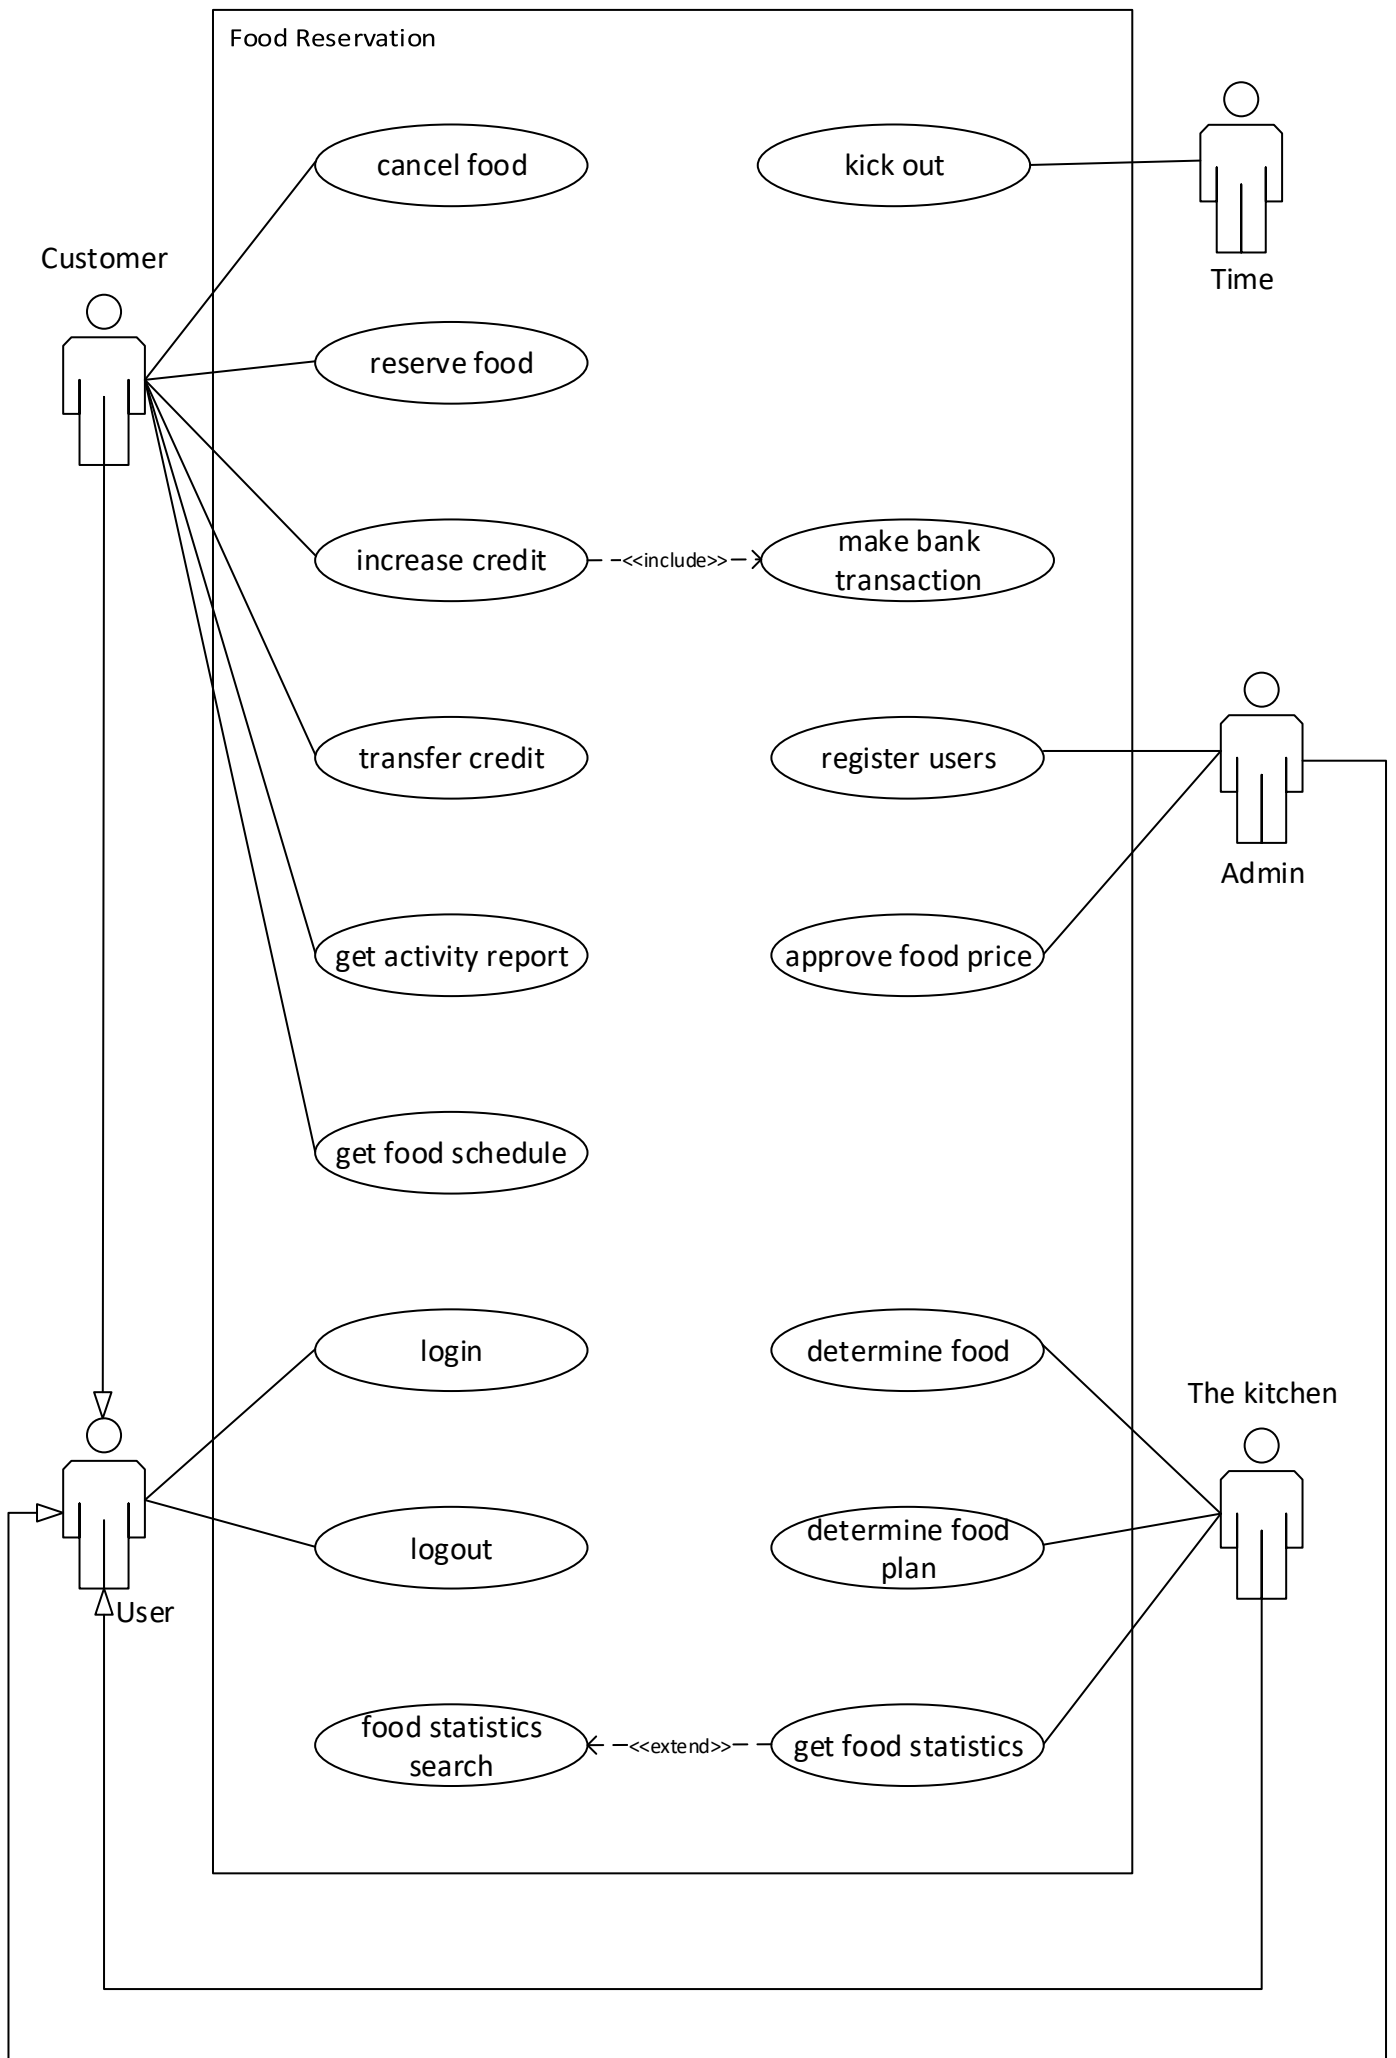 Food Reservation
cancel food
kick out
Customer
Time
reserve food
increase credit
<<include>>
make bank
transaction
transfer credit
register users
Admin
get activity report
approve food price
get food schedule
login
determine food
The kitchen
logout
determine food
plan
User
food statistics
search
<<extend>>
get food statistics